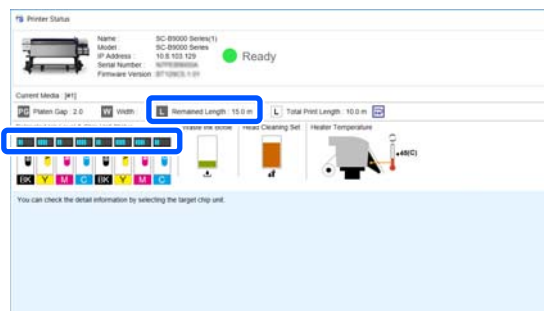 Printer Status
Name : SC-B9000 Series(1)
Model : SC-B9000 Series
IP Address : 10.8.103.129
Serial Number :
Firmware Version
Ready
Current Media : [#1]
PG Platen Gap : 2.0 W Width : L Remained Length : 15.0 m L Total Print Length : 10.0 m
Waste Ink Bottle Head Cleaning Set Heater Temperature
48(C)
BK Y M C BK Y M C
You can check the detail information by selecting the target chip unit.